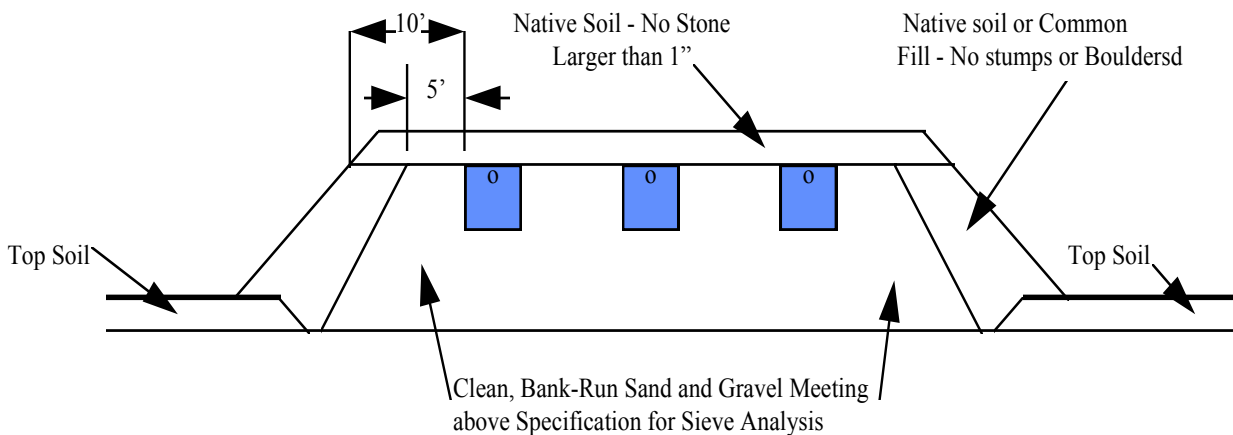 10’
Native Soil - No Stone
Larger than 1”
Native soil or Common
Fill - No stumps or Bouldersd
5’
o
o
o
Top Soil
Top Soil
Clean, Bank-Run Sand and Gravel Meeting
above Specification for Sieve Analysis